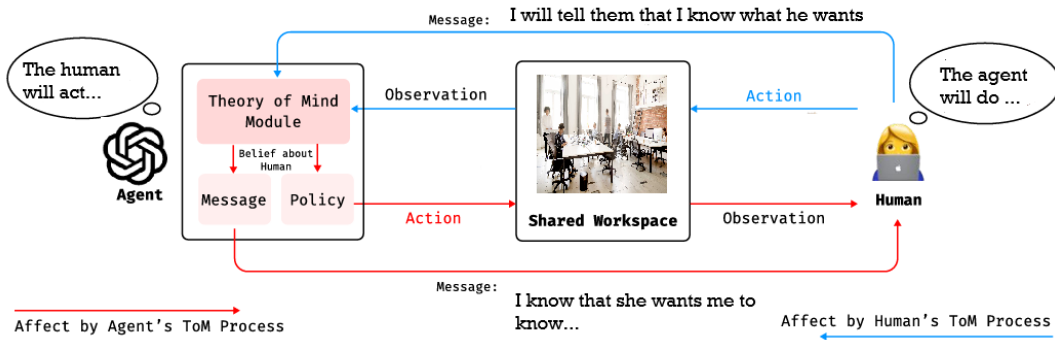 Message: I will tell them that I know what he wants
The human
will act...
The agent
will do ...
Theory of Mind
Module
Observation
Action
Belief about
Human
Agent
Message
Policy
Action
Shared Workspace
Observation
Human
Message:
I know that she wants me to
know...
Affect by Agent's ToM Process
Affect by Human's ToM Process